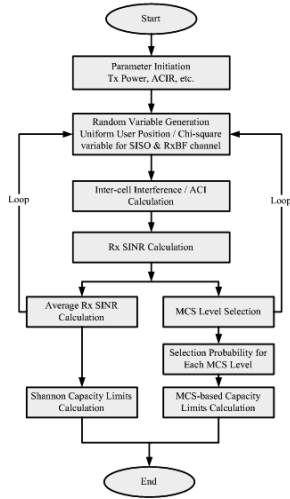 Start
Parameter Initiation
Tx Power, ACIR, etc.
Random Variable Generation
Uniform User Position / Chi-square
variable for SISO & RxBF channel
Loop
Loop
Inter-cell Interference / ACI
Calculation
Rx SINR Calculation
Average Rx SINR
Calculation
MCS Level Selection
Selection Probability for
Each MCS Level
Shannon Capacity Limits
Calculation
MCS-based Capacity
Limits Calculation
End